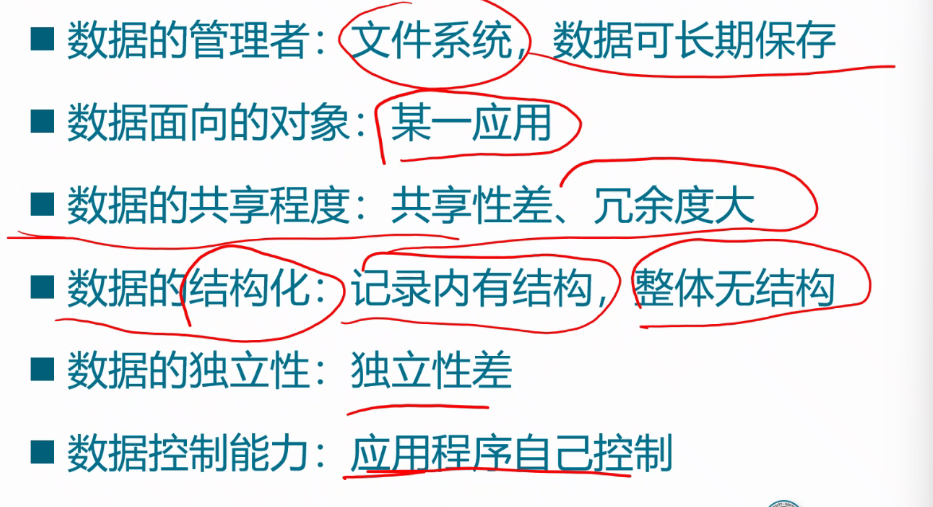 ■ 数据的管理者：文件系统，数据可长期保存
■ 数据面向的对象：某一应用
■ 数据的共享程度：共享性差、冗余度大
■ 数据的结构化：记录内有结构，整体无结构
■ 数据的独立性：独立性差
■ 数据控制能力：应用程序自己控制